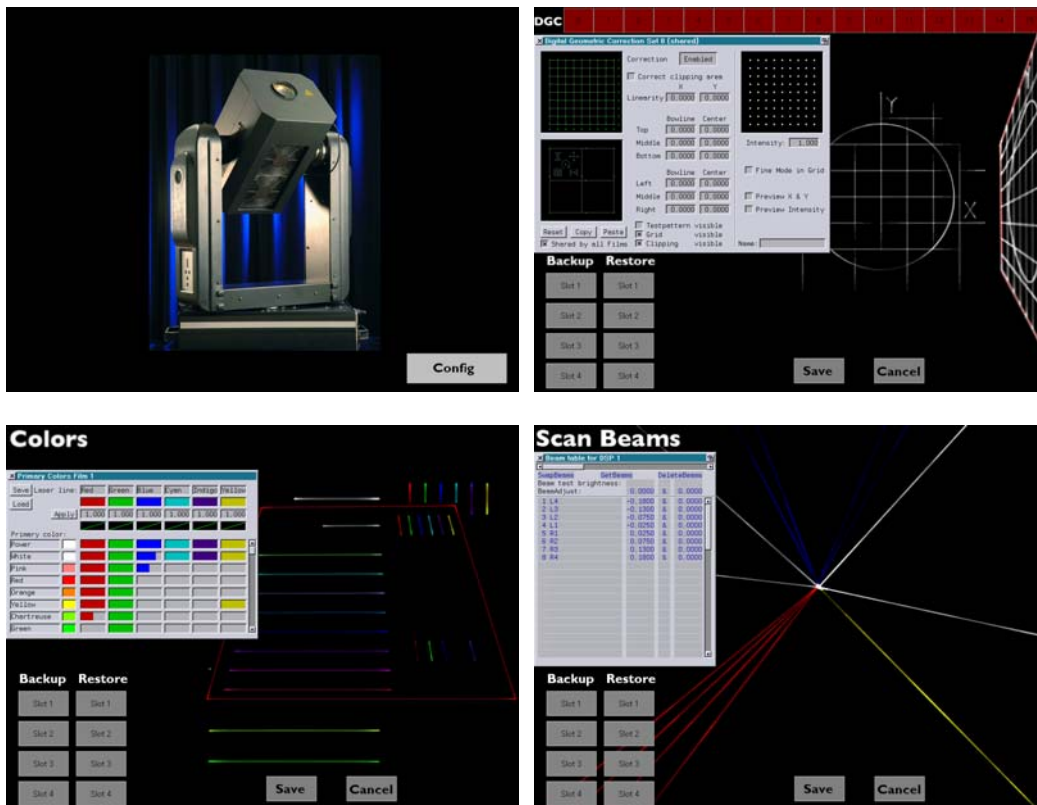 Config
DGC
Digital Geometric Correction Set 0 (shared)
Correction Enabled
Correct clipping area
X Y
Linearity 0.0000 0.0000
Bowline Center
Top 0.0000 0.0000
Middle 0.0000 0.0000
Bottom 0.0000 0.0000
Bowline Center
Left 0.0000 0.0000
Middle 0.0000 0.0000
Right 0.0000 0.0000
Testpattern visible
Grid visible
Clipping visible
Reset Copy Paste
Shared by all Films
Intensity: 1.000
Fine Mode in Grid
Preview X & Y
Preview Intensity
Name:
Y
X
Backup Restore
Slot 1 Slot 1
Slot 2 Slot 2
Slot 3 Slot 3
Slot 4 Slot 4
Save Cancel
Colors
Primary Colors Film 1
Save Laser line: Red Green Blue Cyan Indigo Yellow
Load
Apply 1.000 1.000 1.000 1.000 1.000 1.000
Primary color:
Power
White
Pink
Red
Orange
Yellow
Chartreuse
Green
Backup Restore
Slot 1 Slot 1
Slot 2 Slot 2
Slot 3 Slot 3
Slot 4 Slot 4
Save Cancel
Scan Beams
Beam table for DSP 1
SwapBeams GetBeams DeleteBeams
Beam test brightness:
BeamAdjust: 0.0000 & 0.0000
1 L4 -0.1800 & 0.0000
2 L3 -0.1300 & 0.0000
3 L2 -0.0750 & 0.0000
4 L1 -0.0250 & 0.0000
5 R1 0.0250 & 0.0000
6 R2 0.0750 & 0.0000
7 R3 0.1300 & 0.0000
8 R4 0.1800 & 0.0000
Backup Restore
Slot 1 Slot 1
Slot 2 Slot 2
Slot 3 Slot 3
Slot 4 Slot 4
Save Cancel